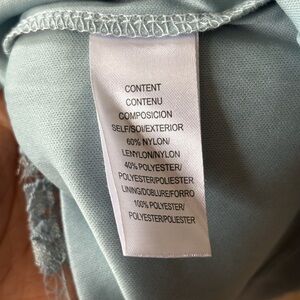 CONTENT
CONTENU
COMPOSICION
SELF/SOI/EXTERIOR
60% NYLON/
LENYLON/NYLON
40% POLYESTER/
POLYESTER/POLIESTER
LINING/DOBLURE/FORRO
100% POLYESTER/
POLYESTER/POLIESTER